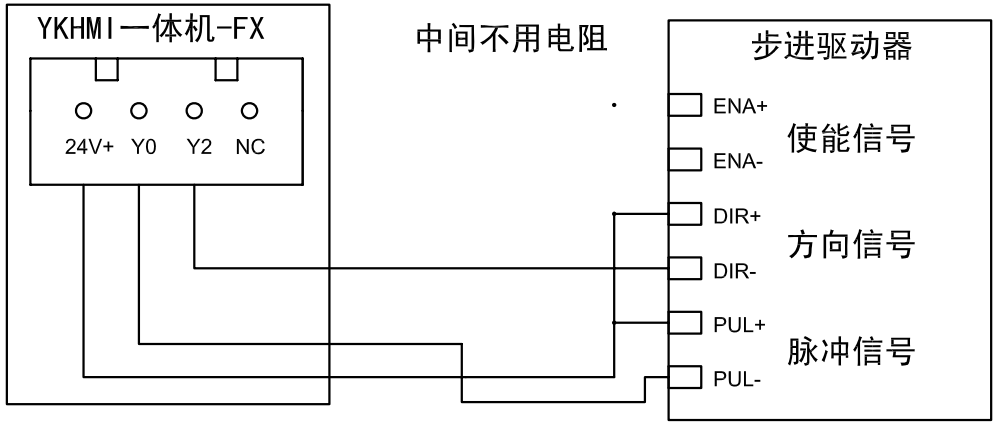 YKHMI一体机-FX
24V+ Y0 Y2 NC
中间不用电阻
步进驱动器
ENA+
使能信号
ENA-
DIR+
方向信号
DIR-
PUL+
脉冲信号
PUL-